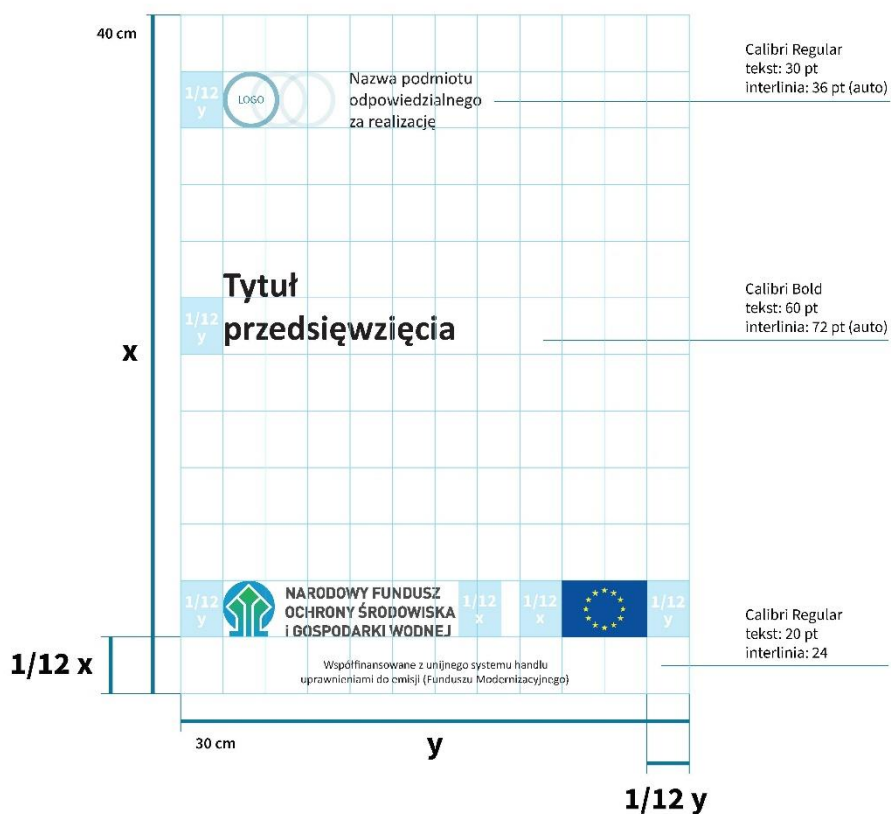 40 cm
Calibri Regular
tekst: 30 pt
interlinia: 36 pt (auto)
1/12
y
LOGO
Nazwa podmiotu
odpowiedzialnego
za realizację
Tytuł
przedsięwzięcia
1/12
y
Calibri Bold
tekst: 60 pt
interlinia: 72 pt (auto)
x
1/12
y
NARODOWY FUNDUSZ
OCHRONY ŚRODOWISKA
i GOSPODARKI WODNEJ
1/12
x
1/12
x
1/12
y
Calibri Regular
tekst: 20 pt
interlinia: 24
1/12 x
Współfinansowane z unijnego systemu handlu
uprawnieniami do emisji (Funduszu Modernizacyjnego)
30 cm
y
1/12 y